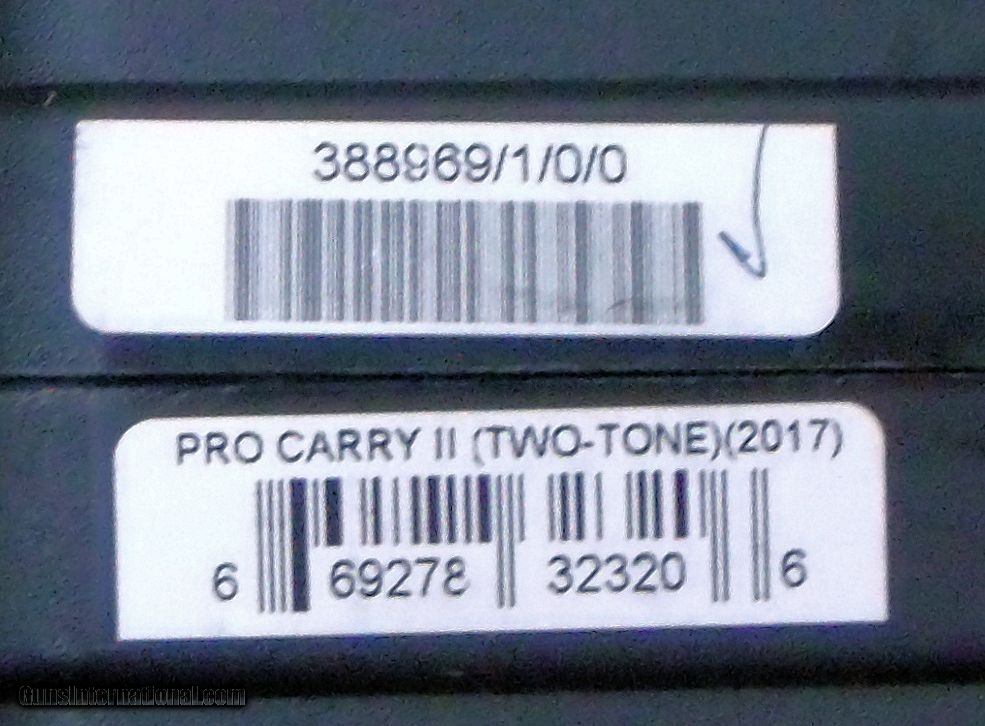 388969/1/0/0
PRO CARRY II (TWO-TONE)(2017)
6 69278 32320 6
GunsInternational.com